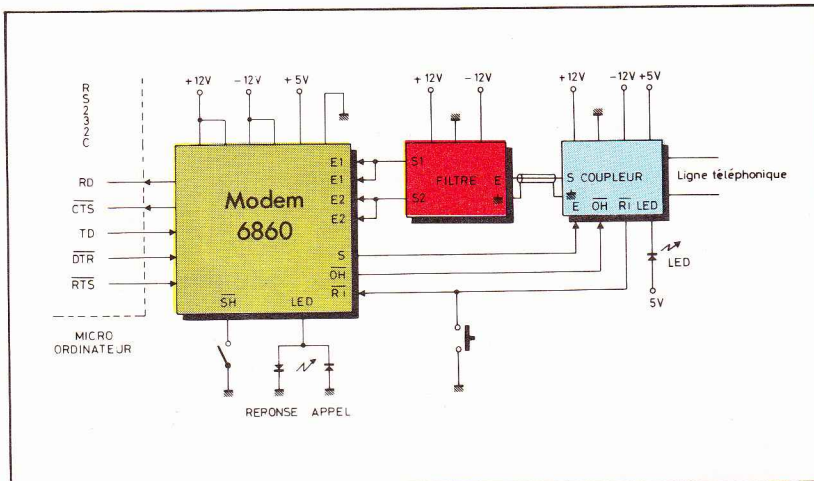 RS232C
+12V
-12V
+5V
RD
CTS
TD
DTR
RTS
MICRO
ORDINATEUR
Modem
6860
E1
E1
E2
E2
S
OH
Ri
SH
LED
REPONSE APPEL
+12V
-12V
S1
S2
FILTRE
E
+12V
-12V
+5V
S COUPLEUR
E
OH
Ri
LED
Ligne téléphonique
LED
5V